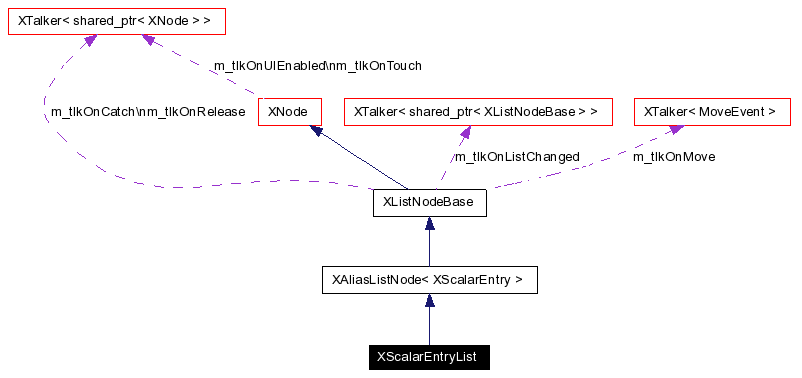 XTalker< shared_ptr< XNode > >
m_tlkOnUIEnabled\nm_tlkOnTouch
m_tlkOnCatch\nm_tlkOnRelease
XNode
XTalker< shared_ptr< XListNodeBase > >
XTalker< MoveEvent >
m_tlkOnListChanged
m_tlkOnMove
XListNodeBase
XAliasListNode< XScalarEntry >
XScalarEntryList